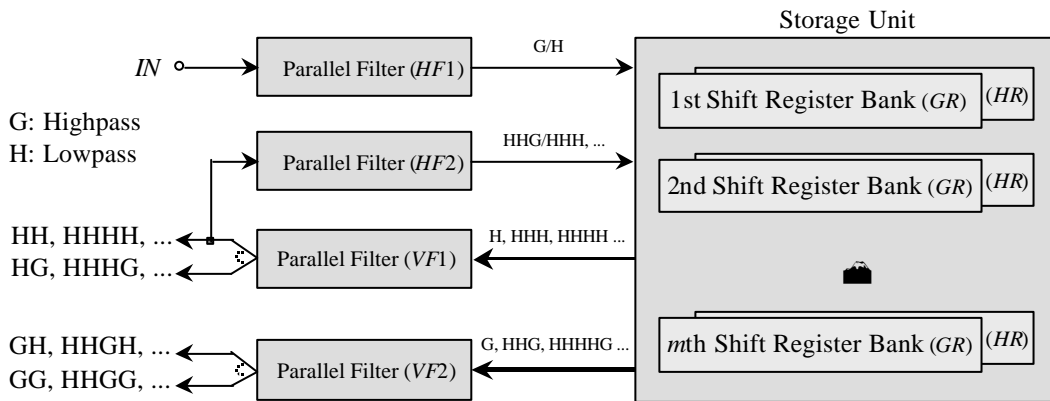 Storage Unit
IN
Parallel Filter (HF1)
G/H
1st Shift Register Bank (GR)
(HR)
G: Highpass
H: Lowpass
Parallel Filter (HF2)
HHG/HHH, ...
2nd Shift Register Bank (GR)
(HR)
HH, HHHH, ...
HG, HHHG, ...
Parallel Filter (VF1)
H, HHH, HHHH ...
GH, HHGH, ...
GG, HHGG, ...
Parallel Filter (VF2)
G, HHG, HHHHG ...
mth Shift Register Bank (GR)
(HR)